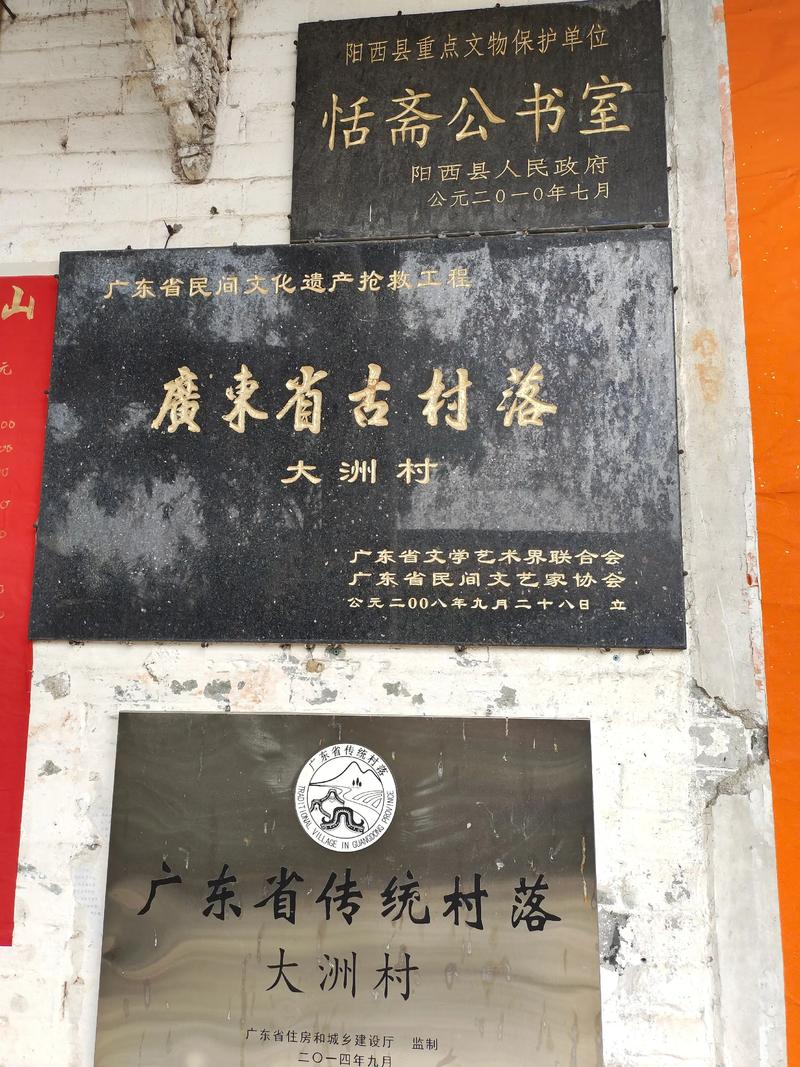 阳西县重点文物保护单位
恬斋公书室
阳西县人民政府
公元二〇一〇年七月
广东省民间文化遗产抢救工程
廣東省古村落
大洲村
广东省文学艺术界联合会
广东省民间文艺家协会
公元二00八年九月二十八日 立
山
元
广东省传统村落
TRADITIONAL VILLAGE IN GUANGDONG PROVINCE
广东省传统村落
大洲村
广东省住房和城乡建设厅 监制
二〇一四年九月